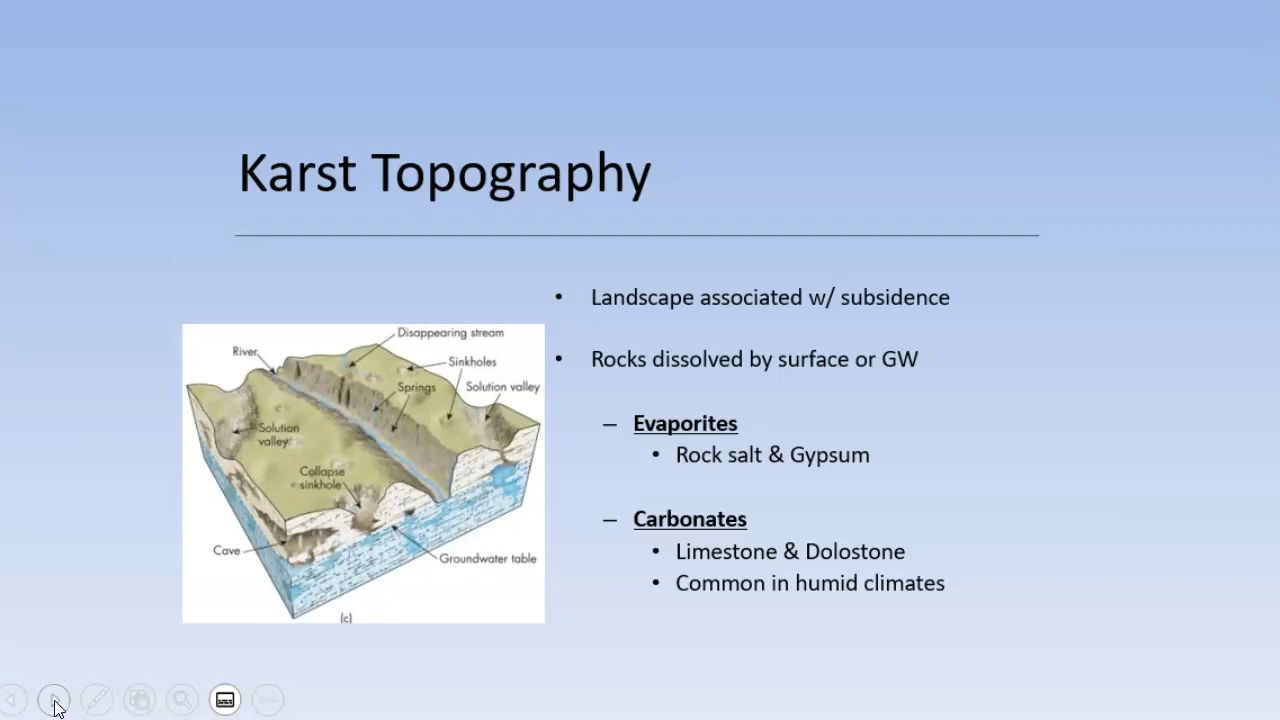 Karst Topography
• Landscape associated w/ subsidence
• Rocks dissolved by surface or GW
– Evaporites
• Rock salt & Gypsum
– Carbonates
• Limestone & Dolostone
• Common in humid climates
Disappearing stream
River
Sinkholes
Springs
Solution valley
Solution
valley
Collapse
sinkhole
Cave
Groundwater table
(c)